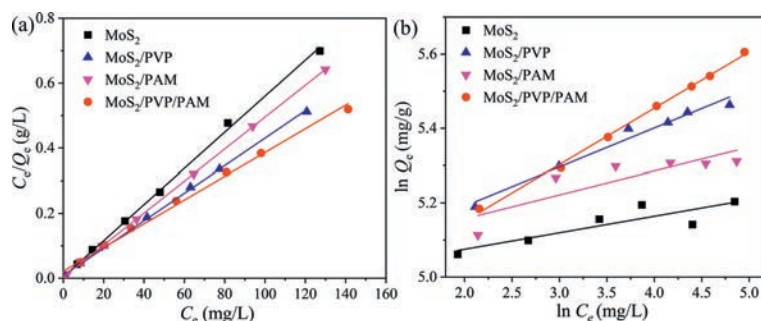 (a)
MoS₂
MoS₂/PVP
MoS₂/PAM
MoS₂/PVP/PAM
Cₑ/Qₑ (g/L)
0.8
0.6
0.4
0.2
0.0
0 20 40 60 80 100 120 140 160
Cₑ (mg/L)
(b)
MoS₂
MoS₂/PVP
MoS₂/PAM
MoS₂/PVP/PAM
ln Qₑ (mg/g)
5.6
5.4
5.2
5.0
2.0 2.5 3.0 3.5 4.0 4.5 5.0
ln Cₑ (mg/L)